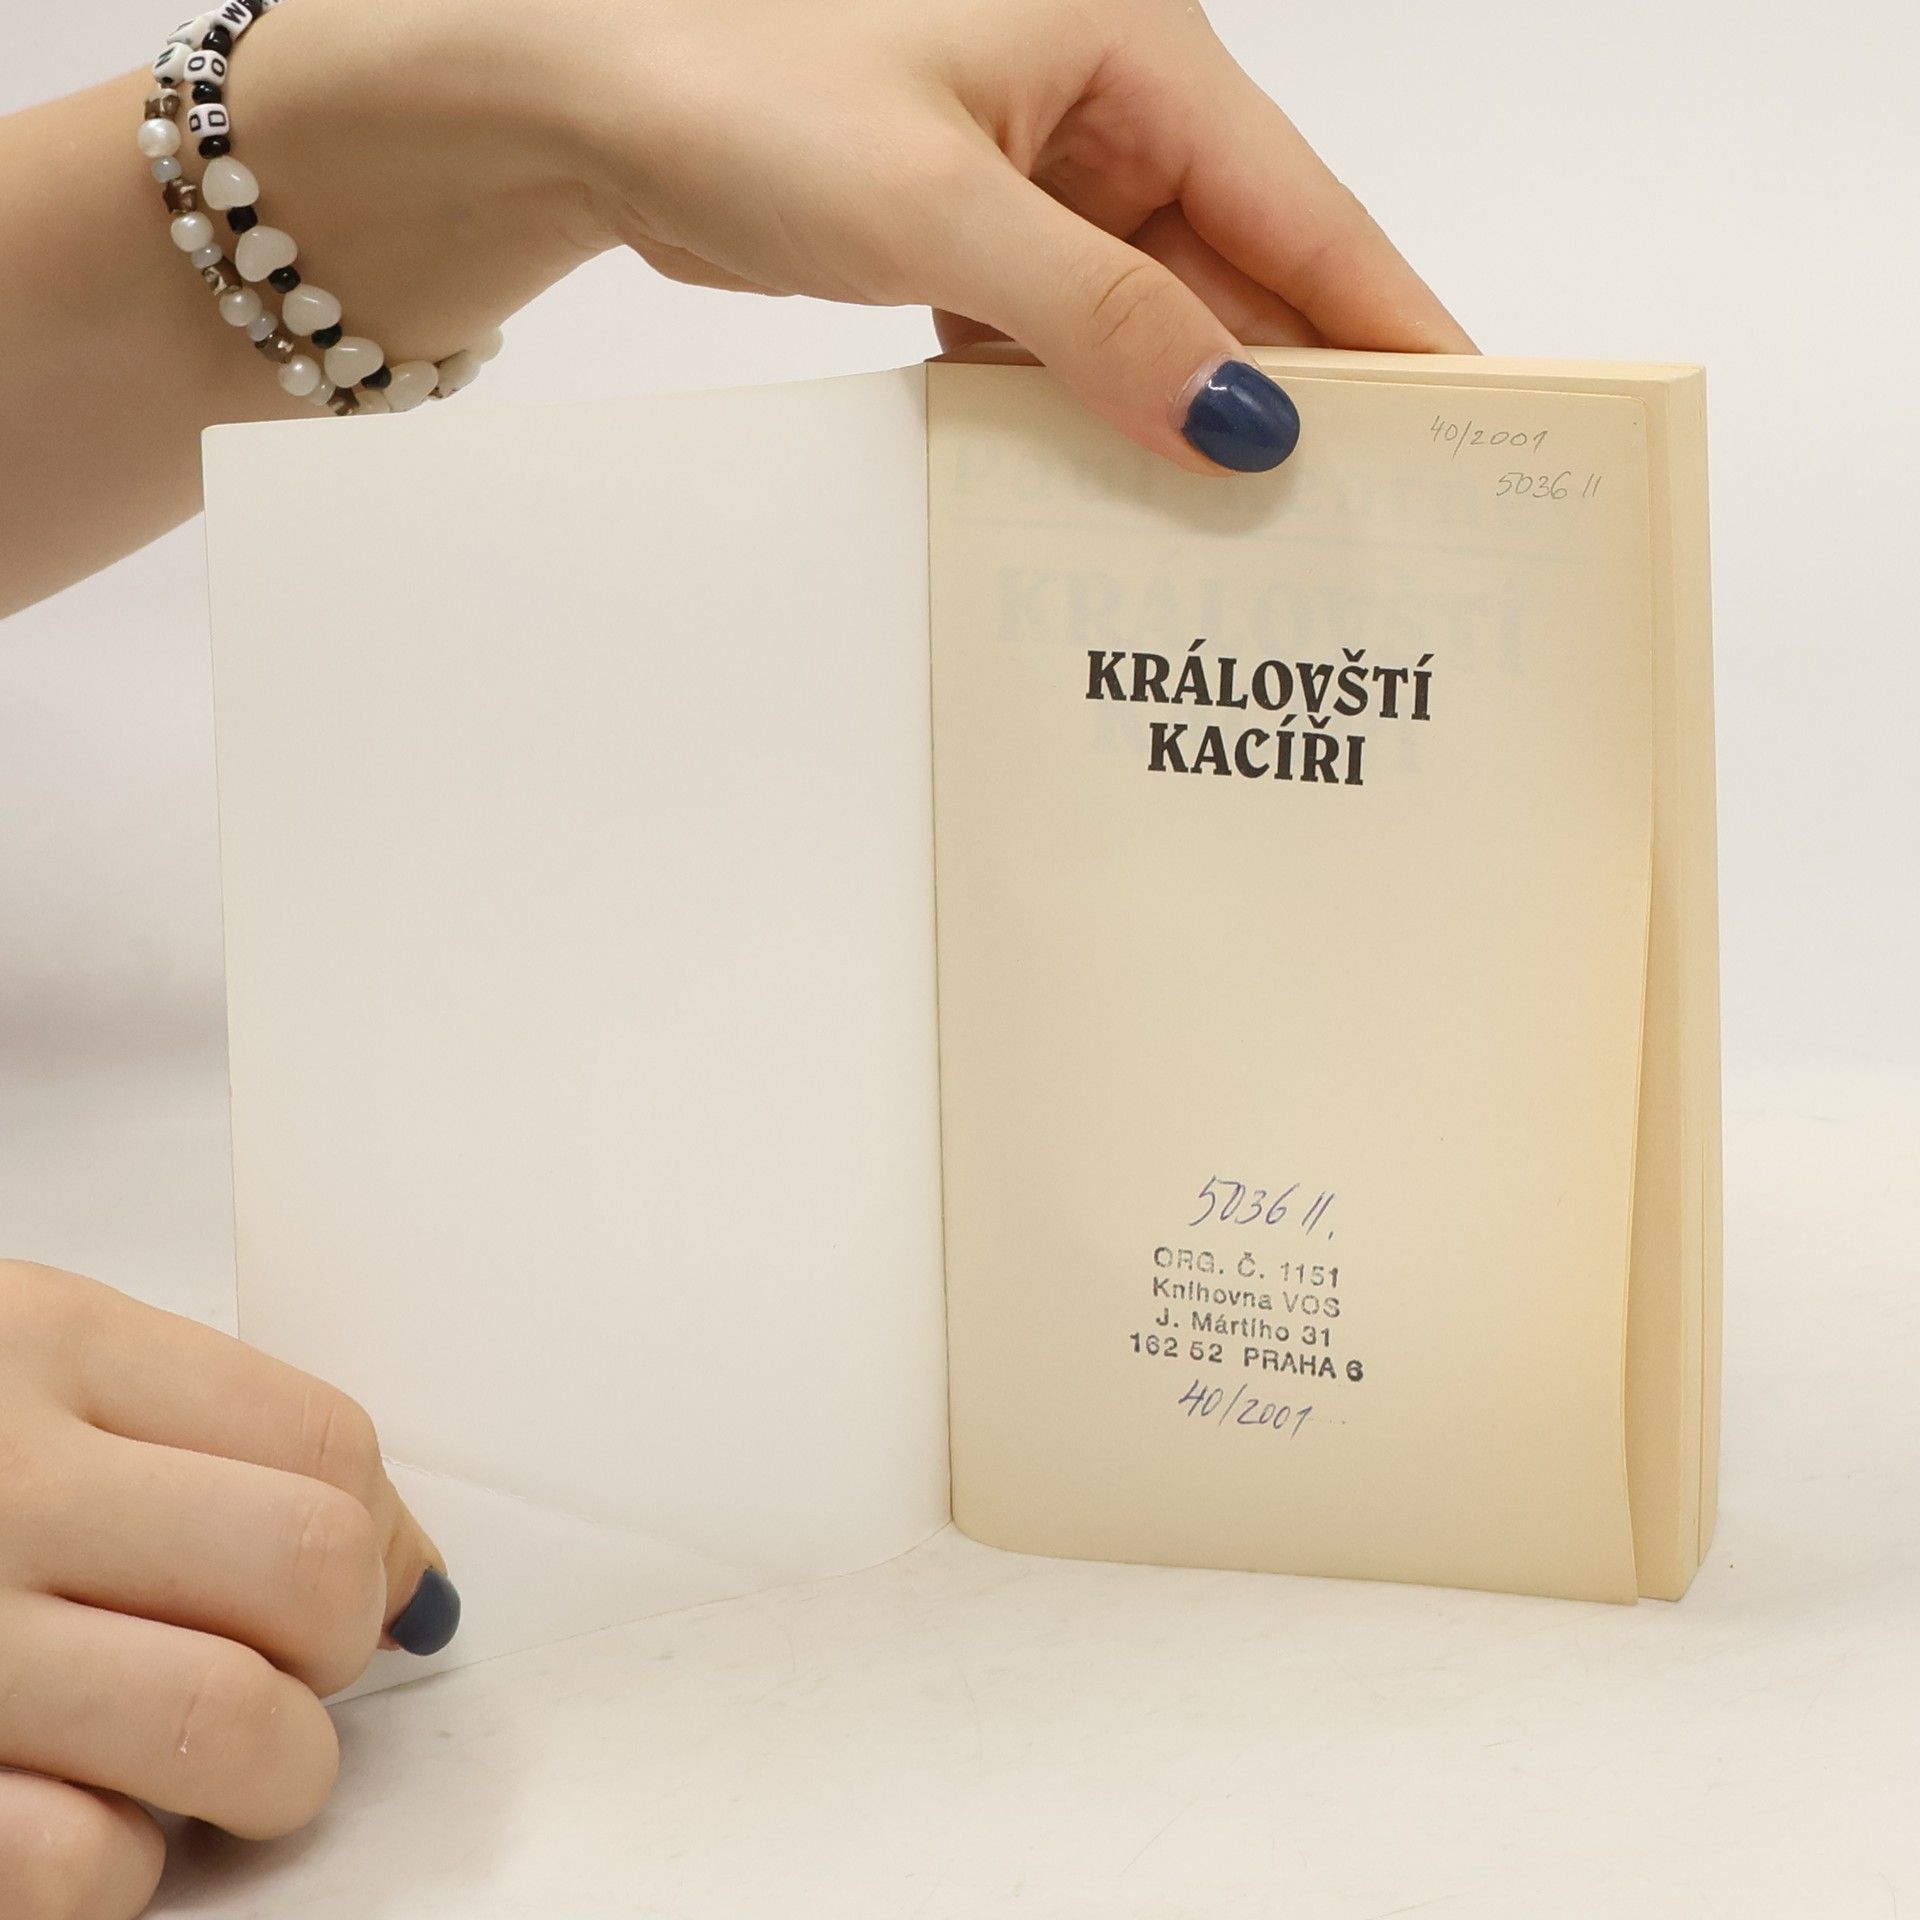 40/2001
5036 II
KRÁLOVŠTÍ
KACÍŘI
5036 II.
ORG. Č. 1151
Knihovna VOS
J. Mártího 31
162 52 PRAHA 6
40/2001